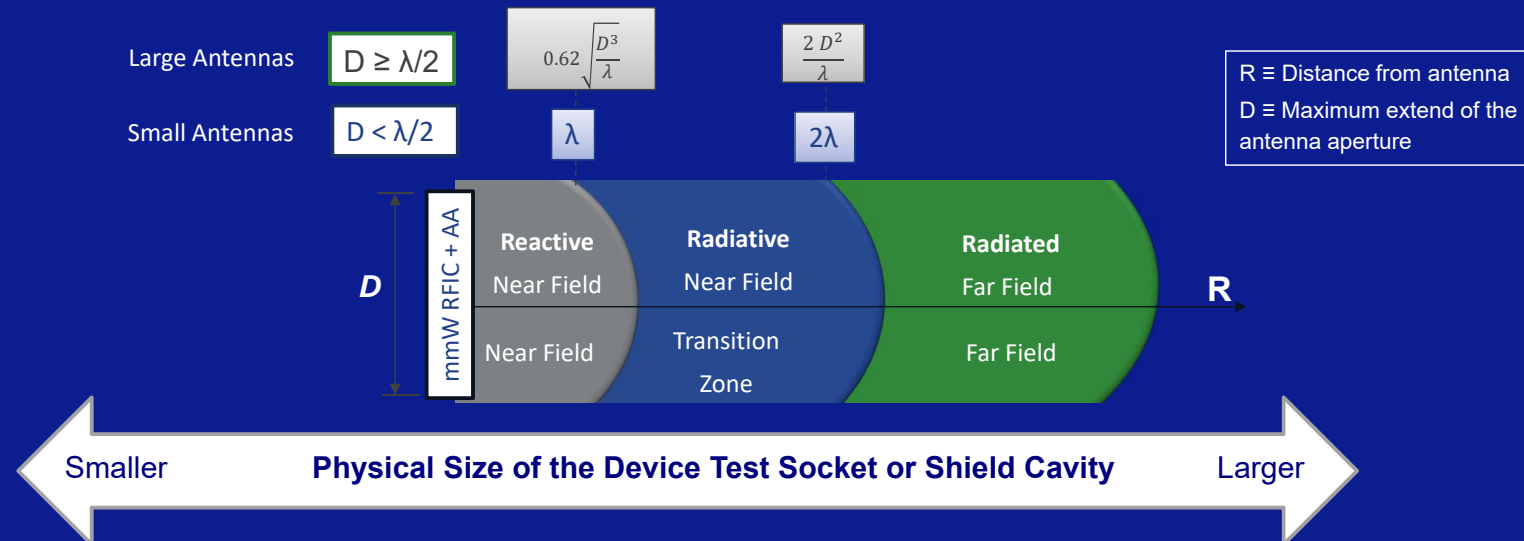 Large Antennas
D ≥ λ/2
0.62 √(D³/λ)
2 D²/λ
Small Antennas
D < λ/2
λ
2λ
R ≡ Distance from antenna
D ≡ Maximum extend of the
antenna aperture
D
mmW RFIC + AA
Reactive
Near Field
Near Field
Radiative
Near Field
Transition
Zone
Radiated
Far Field
Far Field
R
Smaller
Physical Size of the Device Test Socket or Shield Cavity
Larger